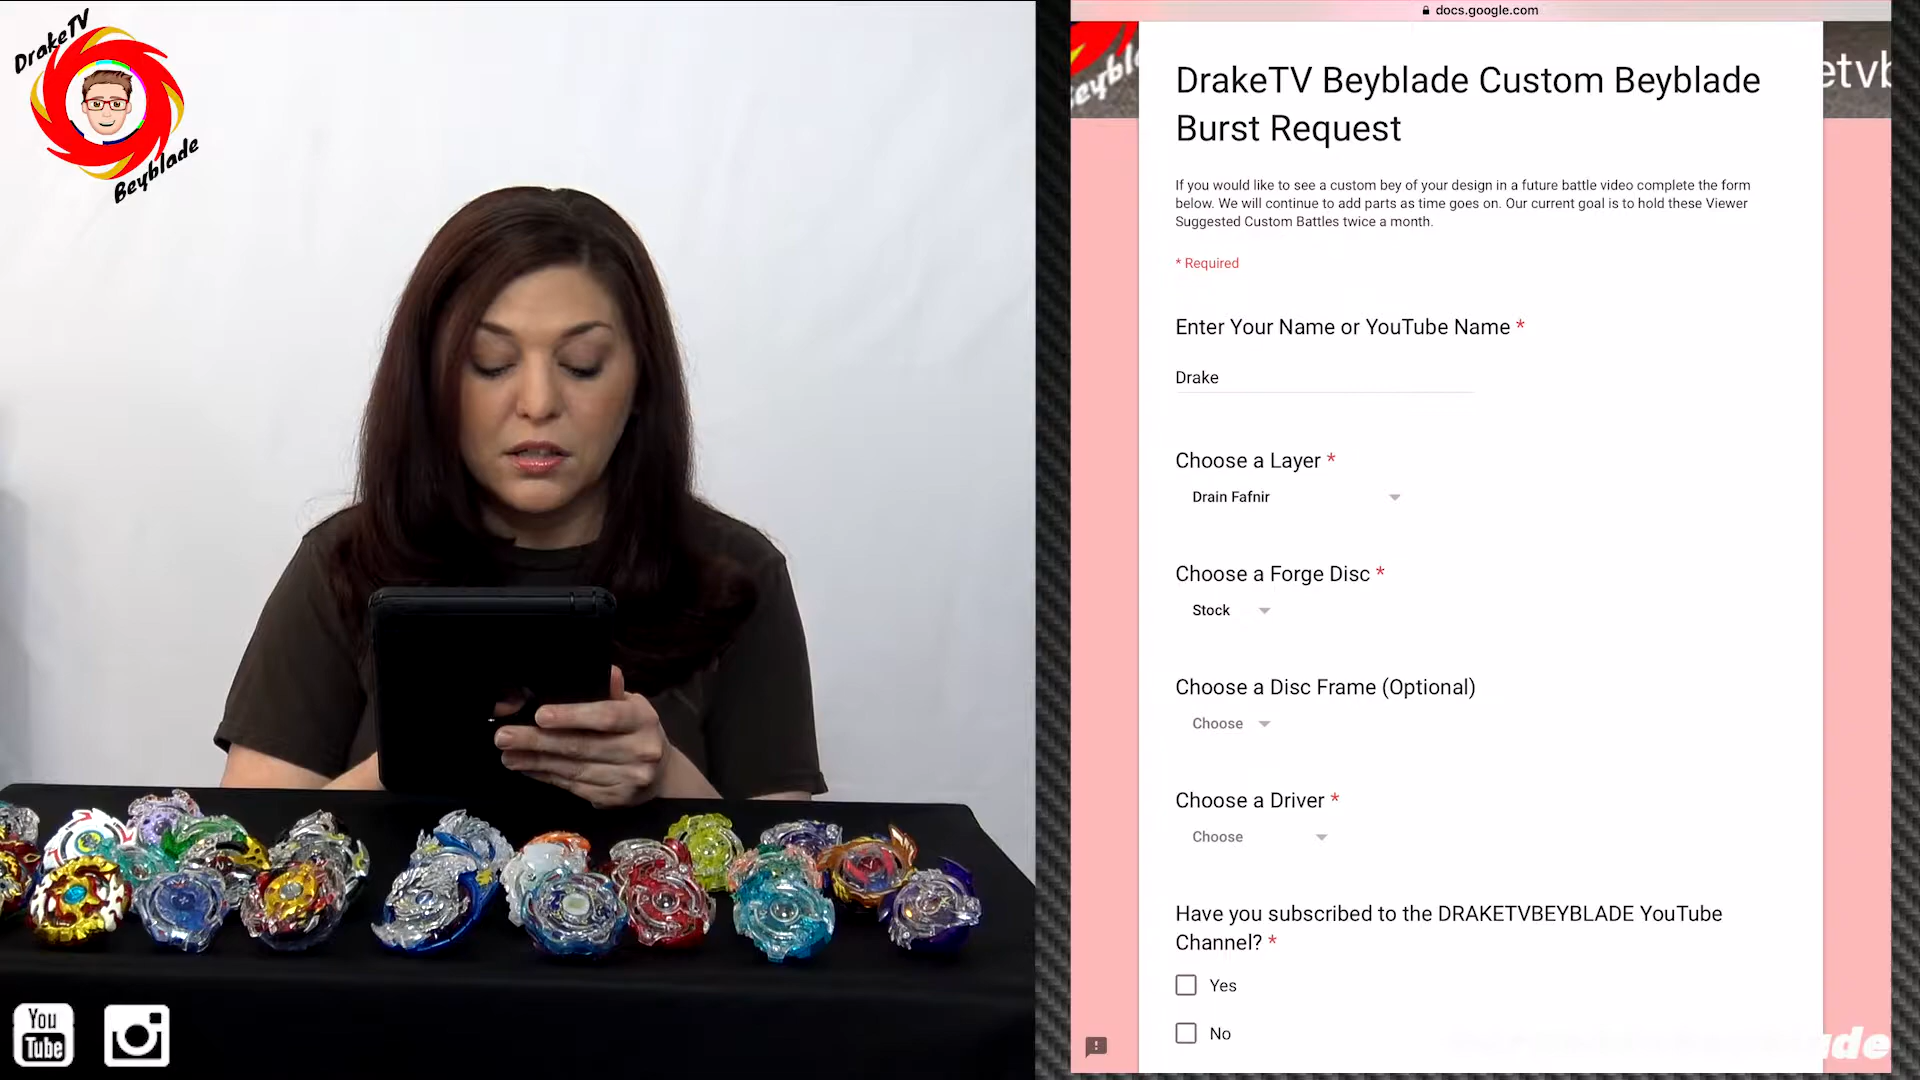 DrakeTV
Beyblade
You
Tube
docs.google.com
DrakeTV Beyblade Custom Beyblade
Burst Request
If you would like to see a custom bey of your design in a future battle video complete the form
below. We will continue to add parts as time goes on. Our current goal is to hold these Viewer
Suggested Custom Battles twice a month.
* Required
Enter Your Name or YouTube Name *
Drake
Choose a Layer *
Drain Fafnir
Choose a Forge Disc *
Stock
Choose a Disc Frame (Optional)
Choose
Choose a Driver *
Choose
Have you subscribed to the DRAKETVBEYBLADE YouTube
Channel? *
Yes
No